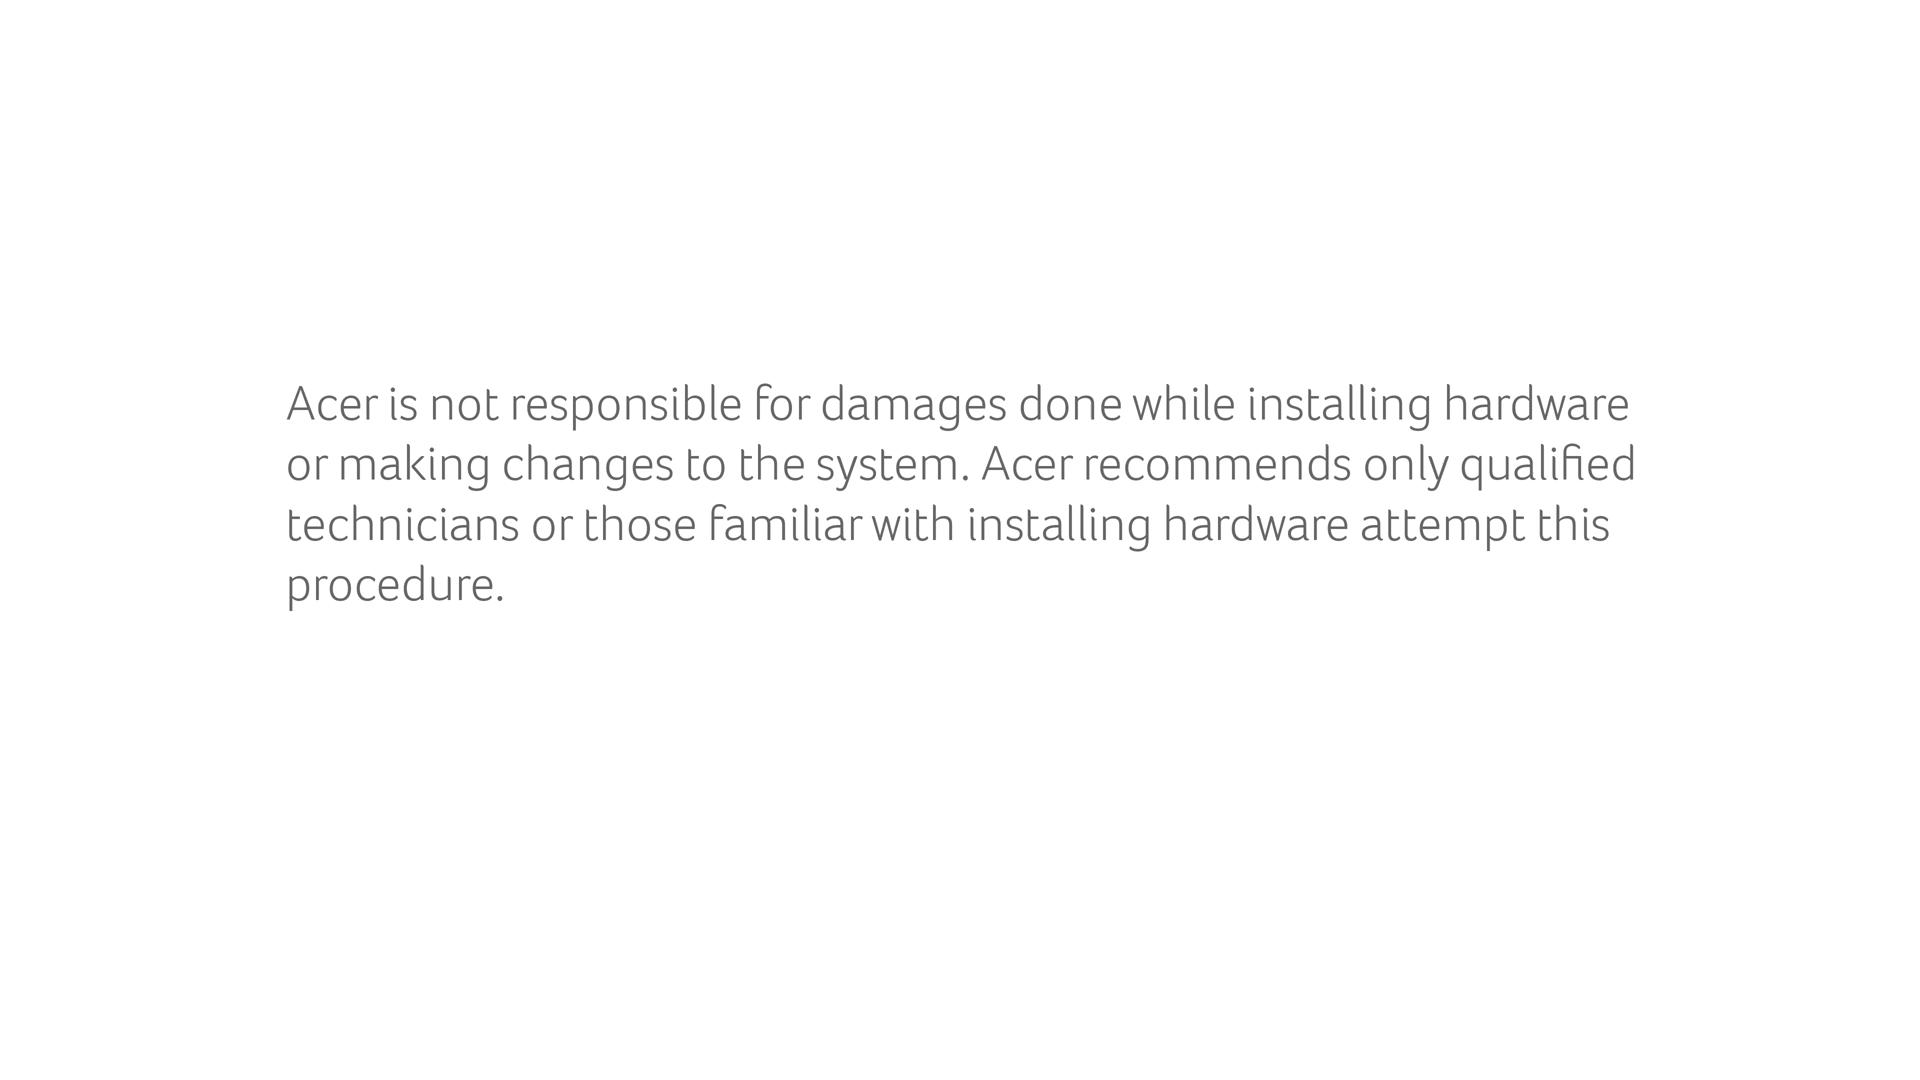 Acer is not responsible for damages done while installing hardware
or making changes to the system. Acer recommends only qualified
technicians or those familiar with installing hardware attempt this
procedure.